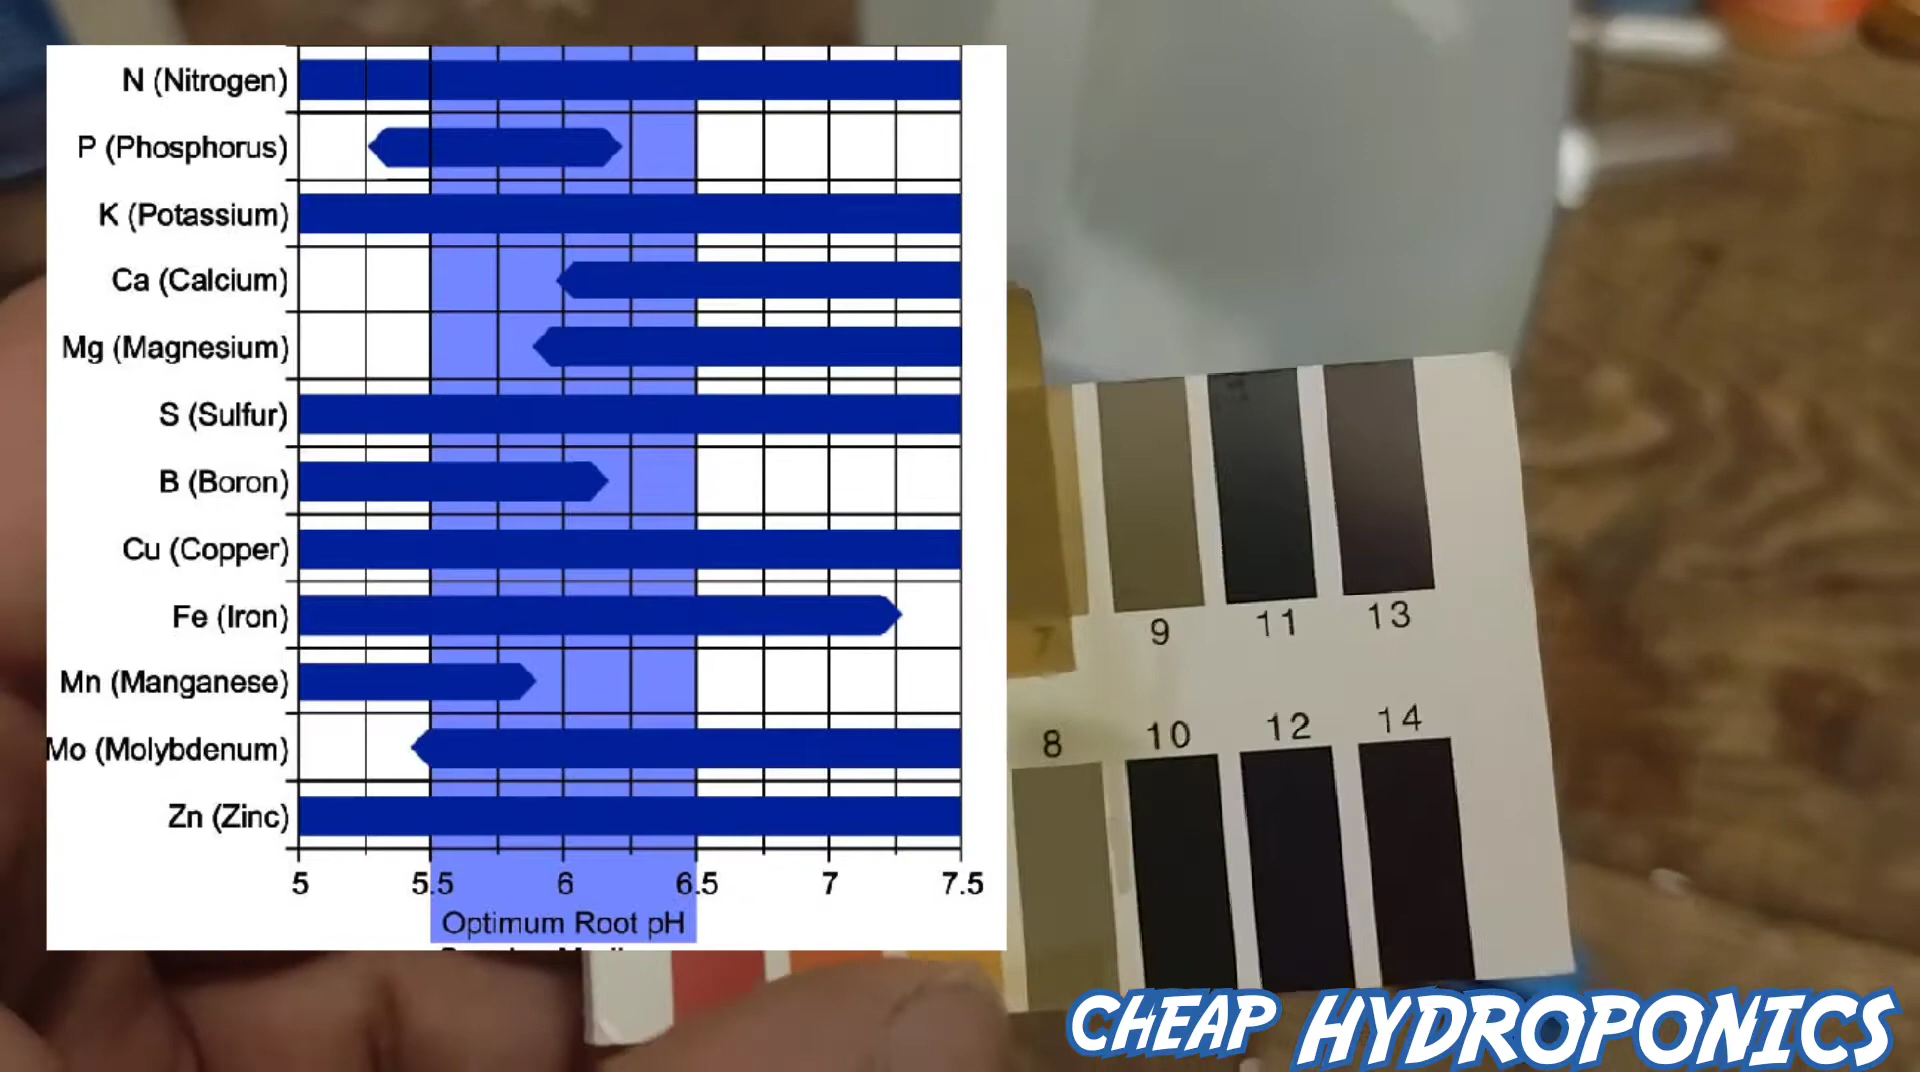 N (Nitrogen)
P (Phosphorus)
K (Potassium)
Ca (Calcium)
Mg (Magnesium)
S (Sulfur)
B (Boron)
Cu (Copper)
Fe (Iron)
Mn (Manganese)
Mo (Molybdenum)
Zn (Zinc)
5 5.5 6 6.5 7 7.5
Optimum Root pH
7 9 11 13
8 10 12 14
CHEAP HYDROPONICS